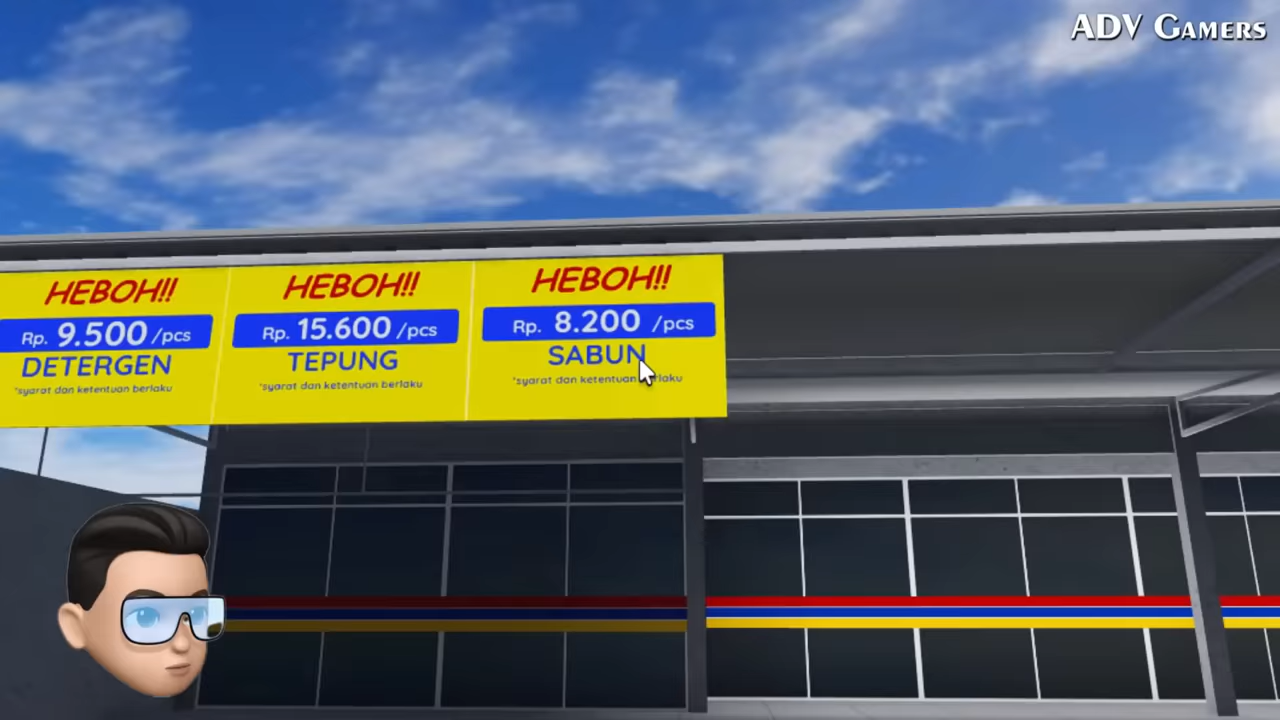 ADV GAMERS
HEBOH!!
Rp. 9.500 /pcs
DETERGEN
*syarat dan ketentuan berlaku
HEBOH!!
Rp. 15.600 /pcs
TEPUNG
*syarat dan ketentuan berlaku
HEBOH!!
Rp. 8.200 /pcs
SABUN
*syarat dan ketentuan berlaku